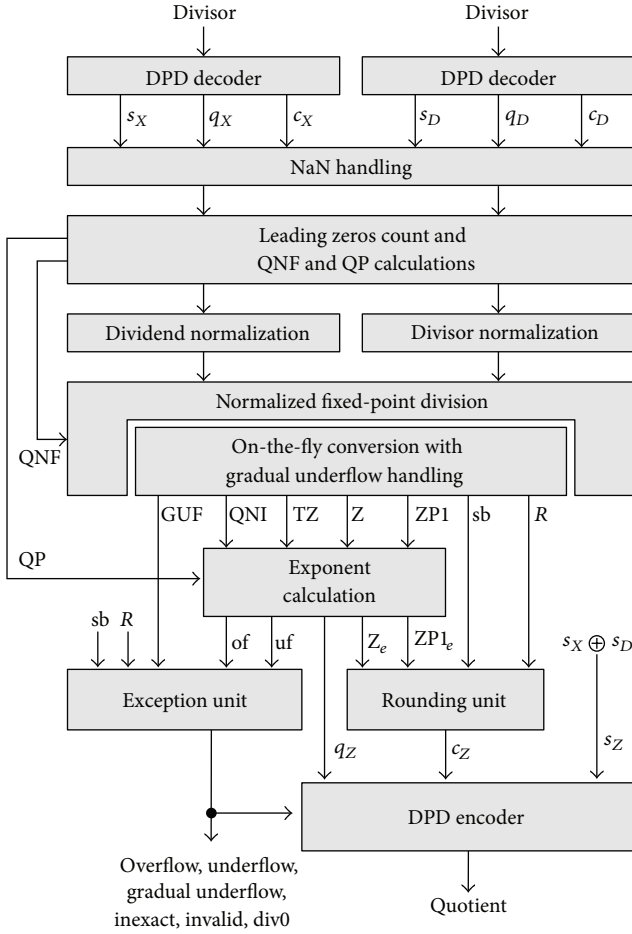 Divisor Divisor
DPD decoder DPD decoder
s_X q_X c_X s_D q_D c_D
NaN handling
Leading zeros count and
QNF and QP calculations
Dividend normalization Divisor normalization
Normalized fixed-point division
On-the-fly conversion with
gradual underflow handling
QNF
GUF QNI TZ Z ZP1 sb R
QP
Exponent
calculation
sb R of uf Z_e ZP1_e s_X ⊕ s_D
Exception unit Rounding unit
q_Z c_Z s_Z
DPD encoder
Overflow, underflow,
gradual underflow,
inexact, invalid, div0
Quotient